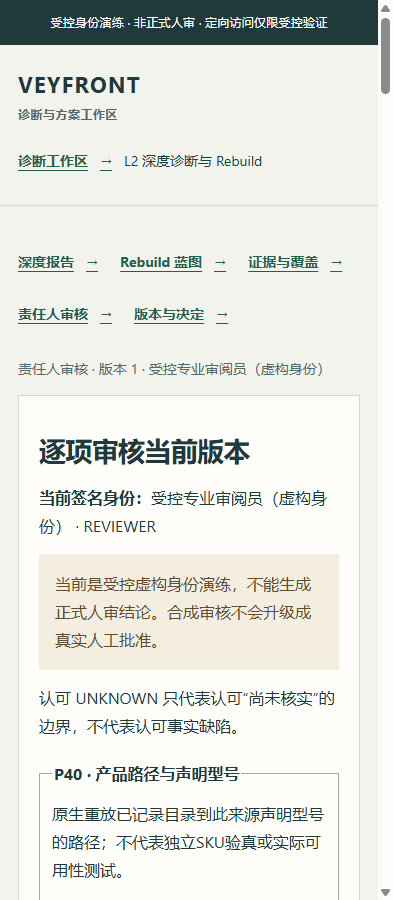 受控身份演练 · 非正式人审 · 定向访问仅限受控验证
VEYFRONT
诊断与方案工作区
诊断工作区 → L2 深度诊断与 Rebuild
深度报告 → Rebuild 蓝图 → 证据与覆盖 →
责任人审核 → 版本与决定 →
责任人审核 · 版本 1 · 受控专业审阅员（虚构身份）
逐项审核当前版本
当前签名身份：受控专业审阅员（虚构身
份） · REVIEWER
当前是受控虚构身份演练，不能生成
正式人审结论。合成审核不会升级成
真实人工批准。
认可 UNKNOWN 只代表认可“尚未核实”的
边界，不代表认可事实缺陷。
P40 · 产品路径与声明型号
原生重放已记录目录到此来源声明型号
的路径；不代表独立SKU验真或实际可
用性测试。